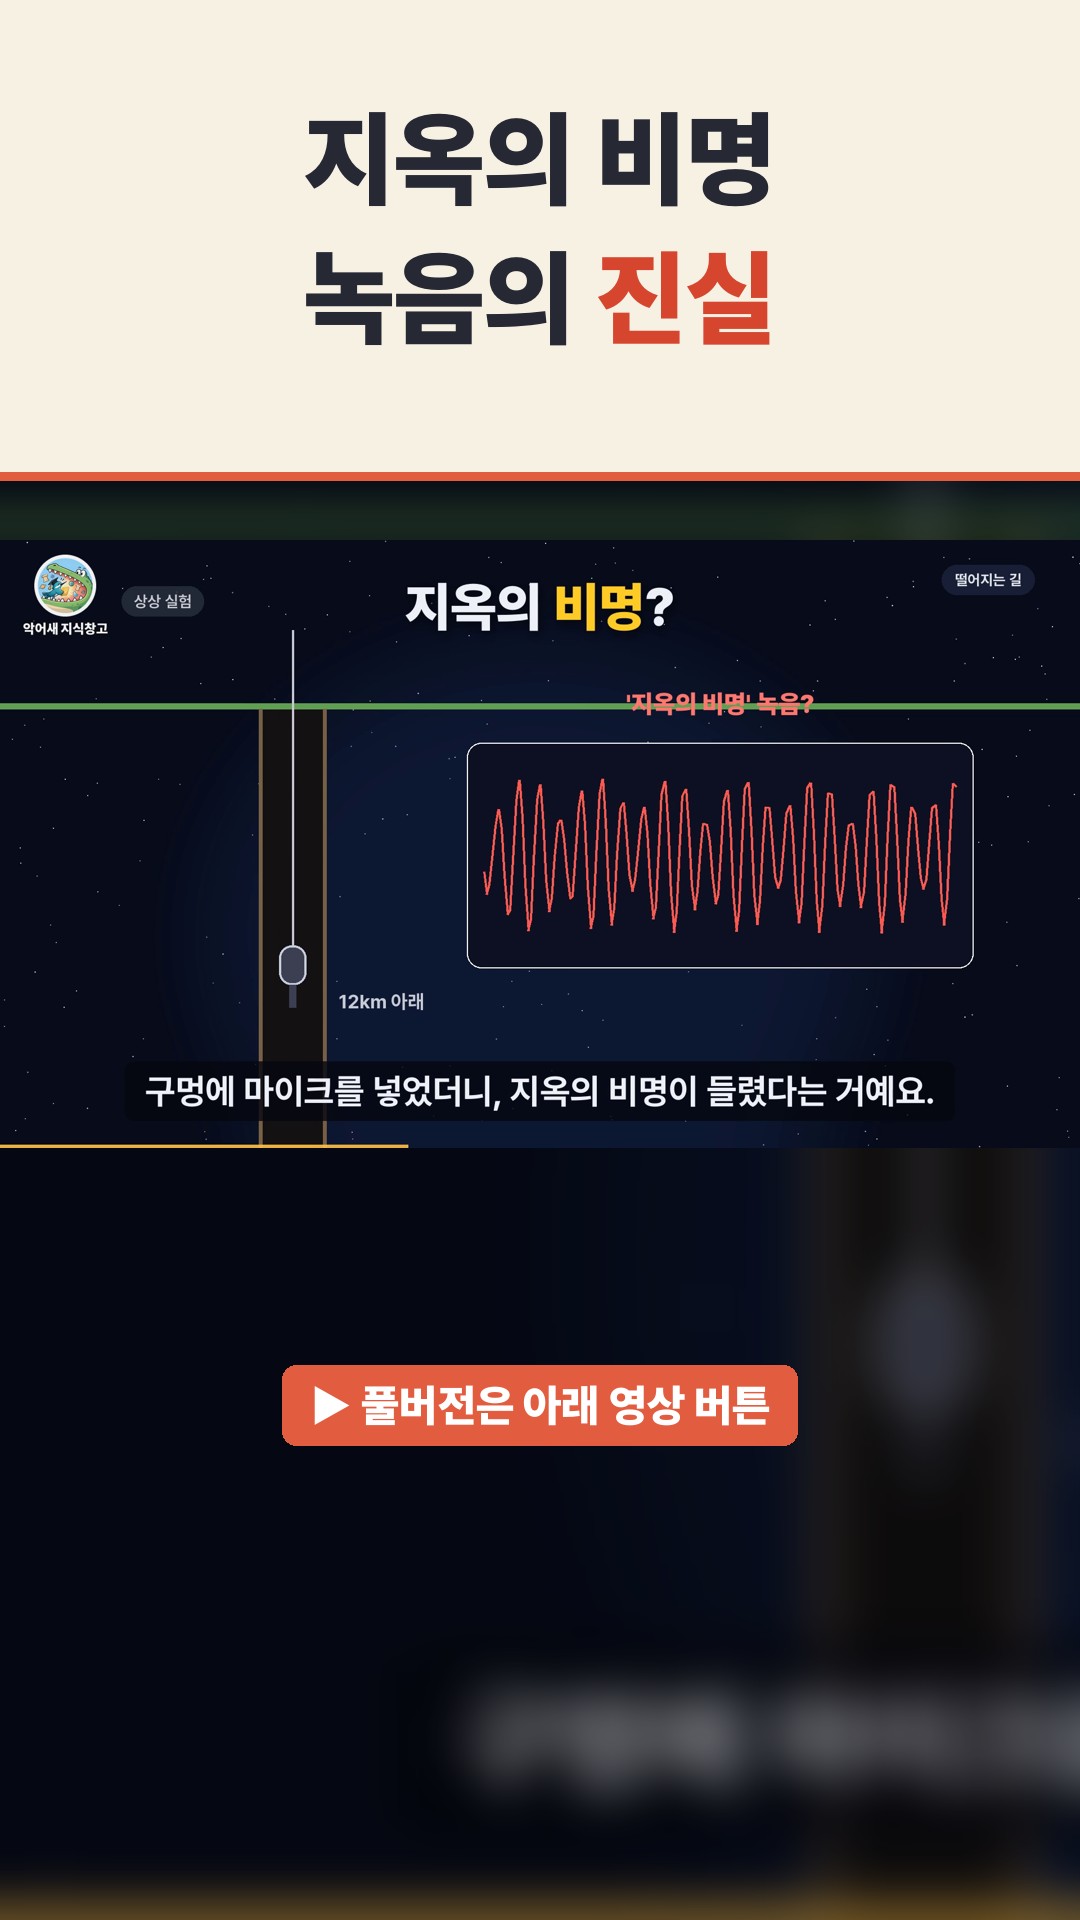 지옥의 비명
녹음의 진실
악어새 지식창고
상상 실험
지옥의 비명?
떨어지는 길
'지옥의 비명' 녹음?
12km 아래
구멍에 마이크를 넣었더니, 지옥의 비명이 들렸다는 거예요.
▶ 풀버전은 아래 영상 버튼